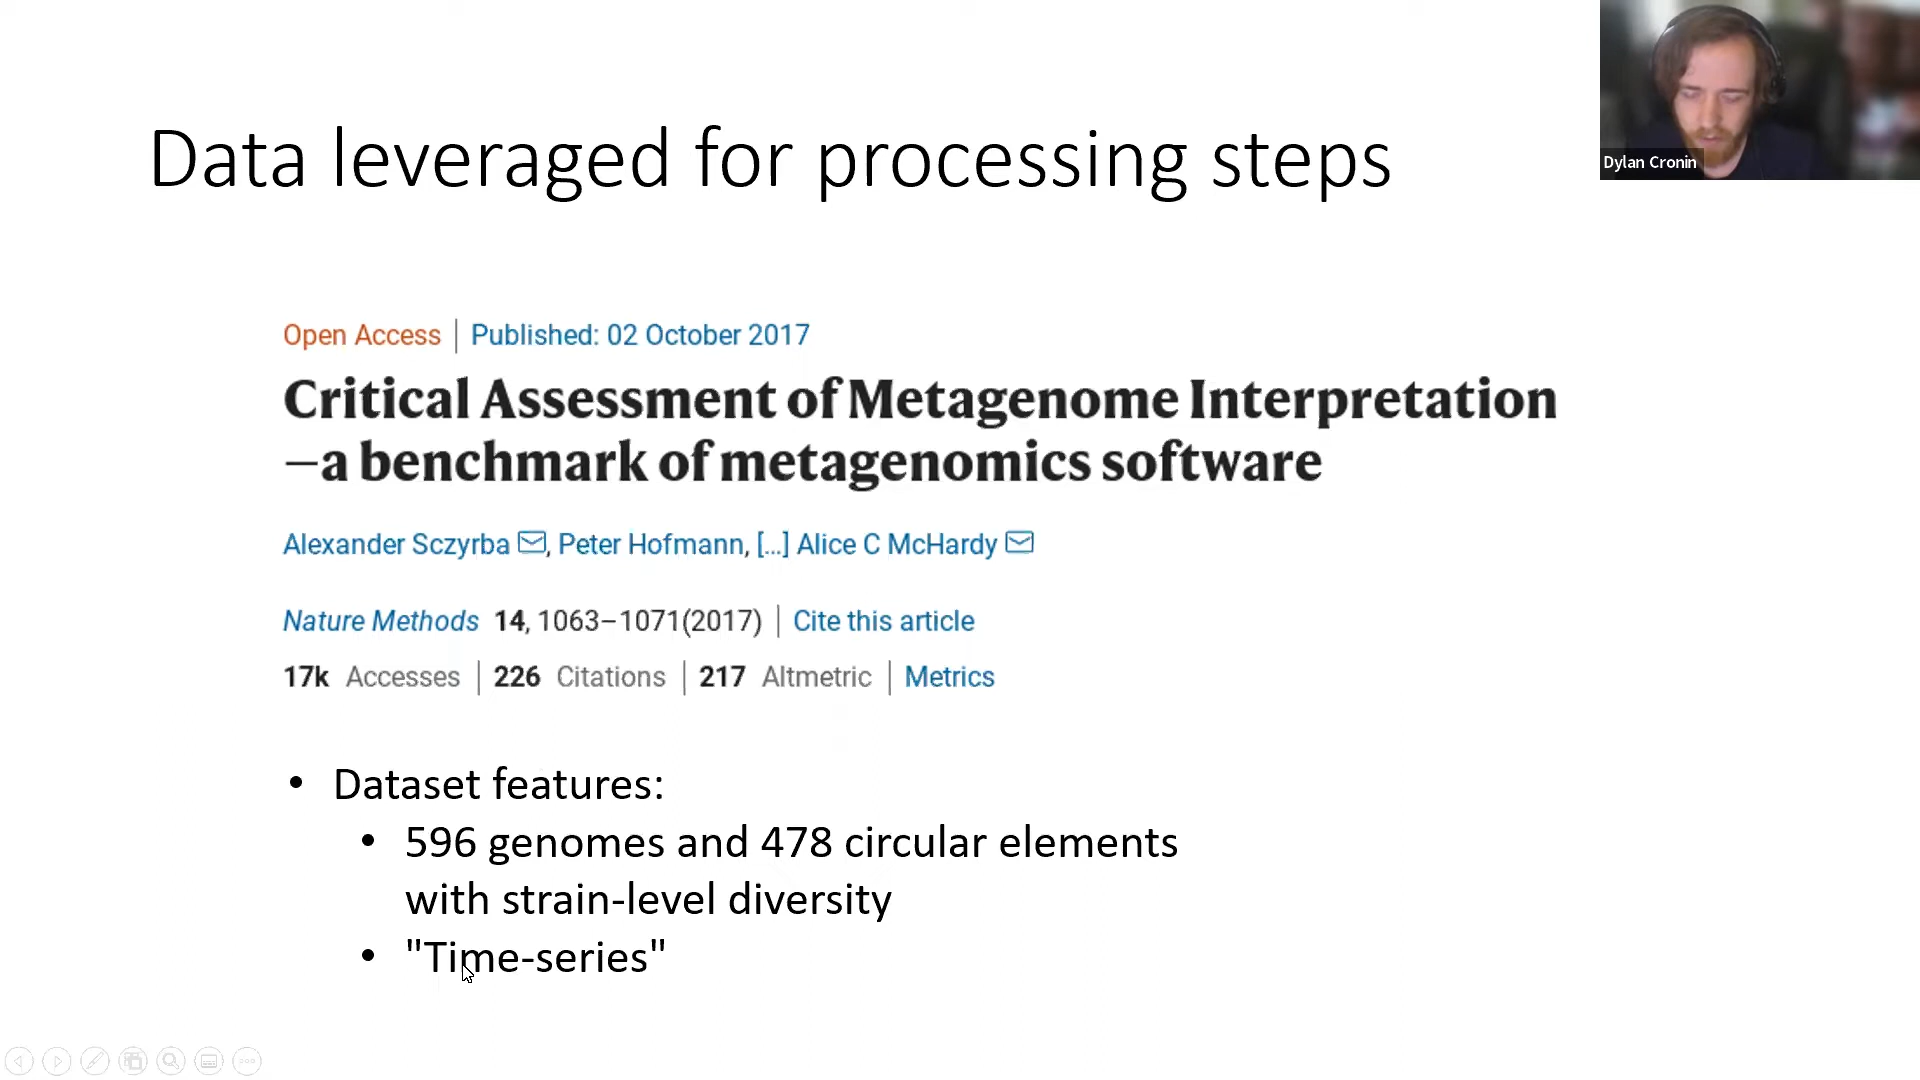 Data leveraged for processing steps
Dylan Cronin
Open Access | Published: 02 October 2017
Critical Assessment of Metagenome Interpretation
—a benchmark of metagenomics software
Alexander Sczyrba, Peter Hofmann, [...] Alice C McHardy
Nature Methods 14, 1063–1071(2017) | Cite this article
17k Accesses | 226 Citations | 217 Altmetric | Metrics
• Dataset features:
• 596 genomes and 478 circular elements
with strain-level diversity
• "Time-series"